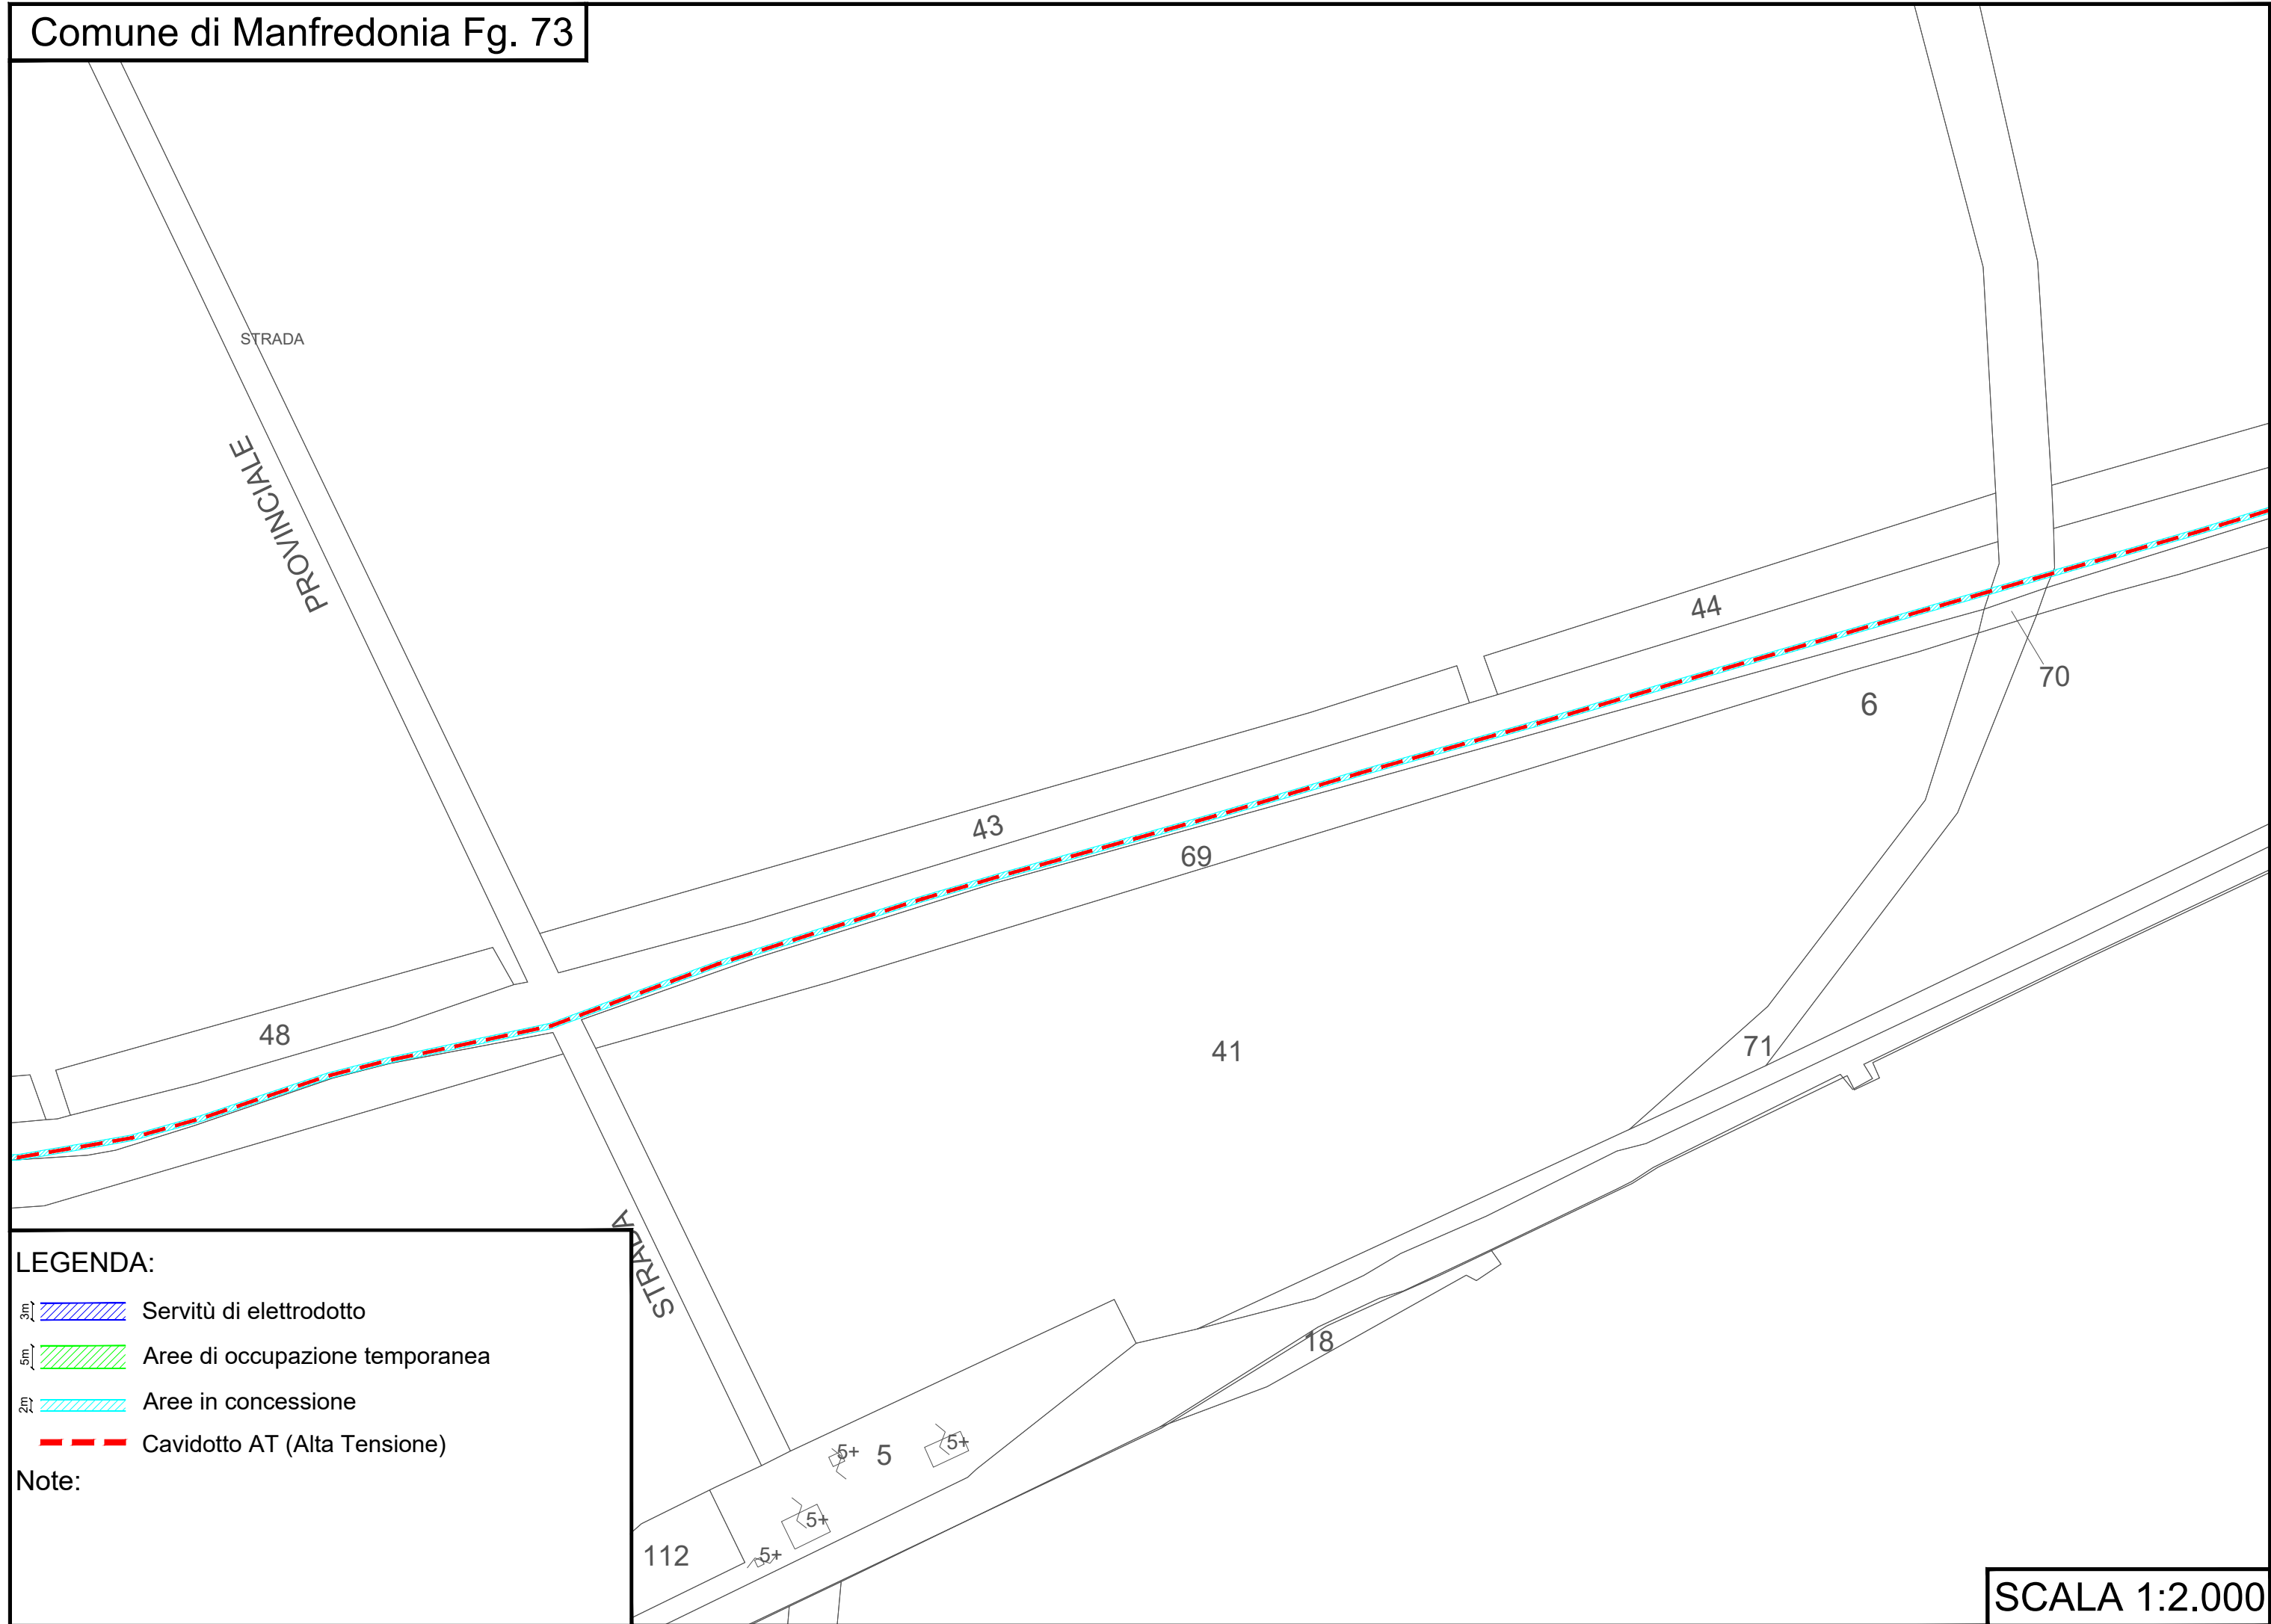 Comune di Manfredonia Fg. 73
STRADA
PROVINCIALE
44
70
6
43
69
48
41
71
STRADA
18
5+
5
5+
5+
5+
112
LEGENDA:
3m Servitù di elettrodotto
5m Aree di occupazione temporanea
2m Aree in concessione
Cavidotto AT (Alta Tensione)
Note:
SCALA 1:2.000